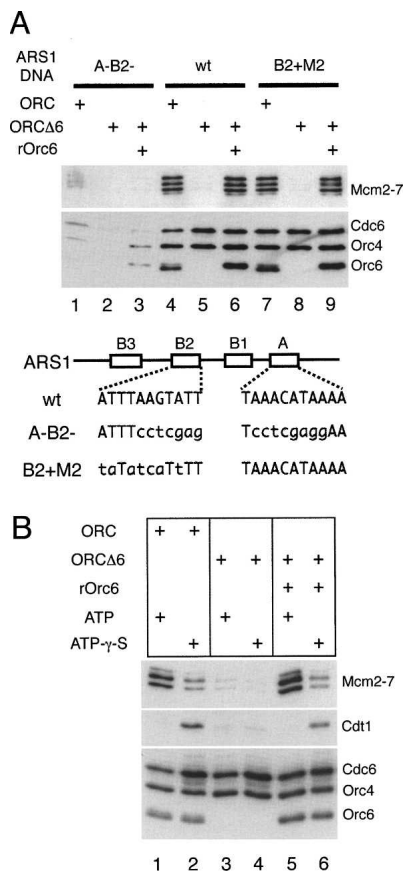 A
ARS1 DNA A-B2- wt B2+M2
ORC + + +
ORCΔ6 + + + + + +
rOrc6 + + +
Mcm2-7
Cdc6
Orc4
Orc6
1 2 3 4 5 6 7 8 9
B3 B2 B1 A
ARS1
wt ATTTAAGTATT TAAACATAAAA
A-B2- ATTTcctcgag TcctcgaggAA
B2+M2 taTatcaTtTT TAAACATAAAA
B
ORC + +
ORCΔ6 + + + +
rOrc6 + +
ATP + + +
ATP-γ-S + + +
Mcm2-7
Cdt1
Cdc6
Orc4
Orc6
1 2 3 4 5 6